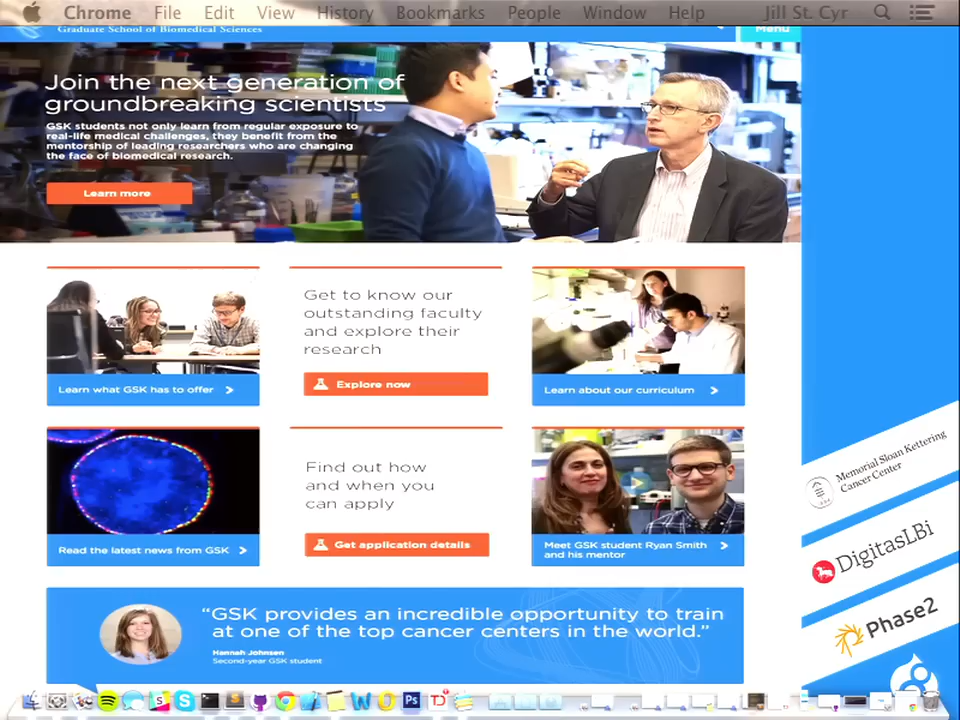 Chrome File Edit View History Bookmarks People Window Help Jill St. Cyr
Graduate School of Biomedical Sciences
Menu
Join the next generation of
groundbreaking scientists
GSK students not only learn from regular exposure to
real-life medical challenges, they benefit from the
mentorship of leading researchers who are changing
the face of biomedical research.
Learn more
Get to know our
outstanding faculty
and explore their
research
Explore now
Learn what GSK has to offer
Learn about our curriculum
Find out how
and when you
can apply
Get application details
Read the latest news from GSK
Meet GSK student Ryan Smith
and his mentor
“GSK provides an incredible opportunity to train
at one of the top cancer centers in the world.”
Hannah Johnsen
Second-year GSK student
Memorial Sloan Kettering
Cancer Center
DigitasLBi
Phase2
Ps